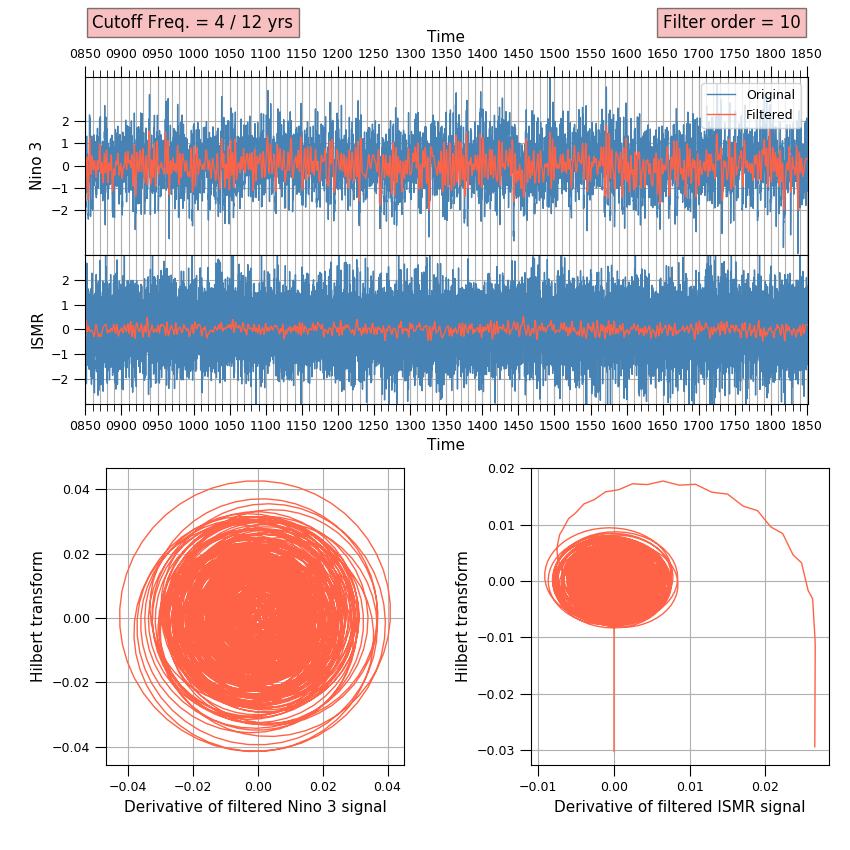 Cutoff Freq. = 4 / 12 yrs
Filter order = 10
Time
0850 0900 0950 1000 1050 1100 1150 1200 1250 1300 1350 1400 1450 1500 1550 1600 1650 1700 1750 1800 1850
Original
Filtered
Nino 3
2
1
0
−1
−2
ISMR
2
1
0
−1
−2
0850 0900 0950 1000 1050 1100 1150 1200 1250 1300 1350 1400 1450 1500 1550 1600 1650 1700 1750 1800 1850
Time
Hilbert transform
0.04
0.02
0.00
−0.02
−0.04
−0.04 −0.02 0.00 0.02 0.04
Derivative of filtered Nino 3 signal
Hilbert transform
0.02
0.01
0.00
−0.01
−0.02
−0.03
−0.01 0.00 0.01 0.02
Derivative of filtered ISMR signal